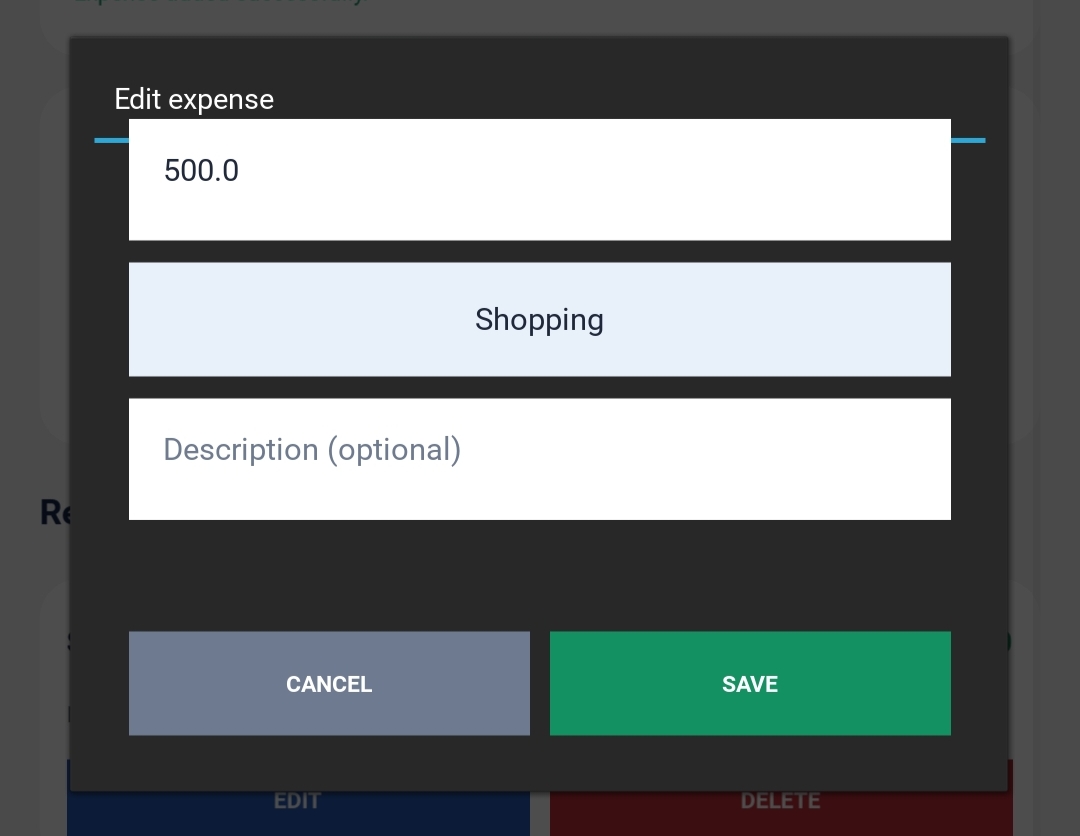 Edit expense
500.0
Shopping
Description (optional)
CANCEL
SAVE
EDIT
DELETE